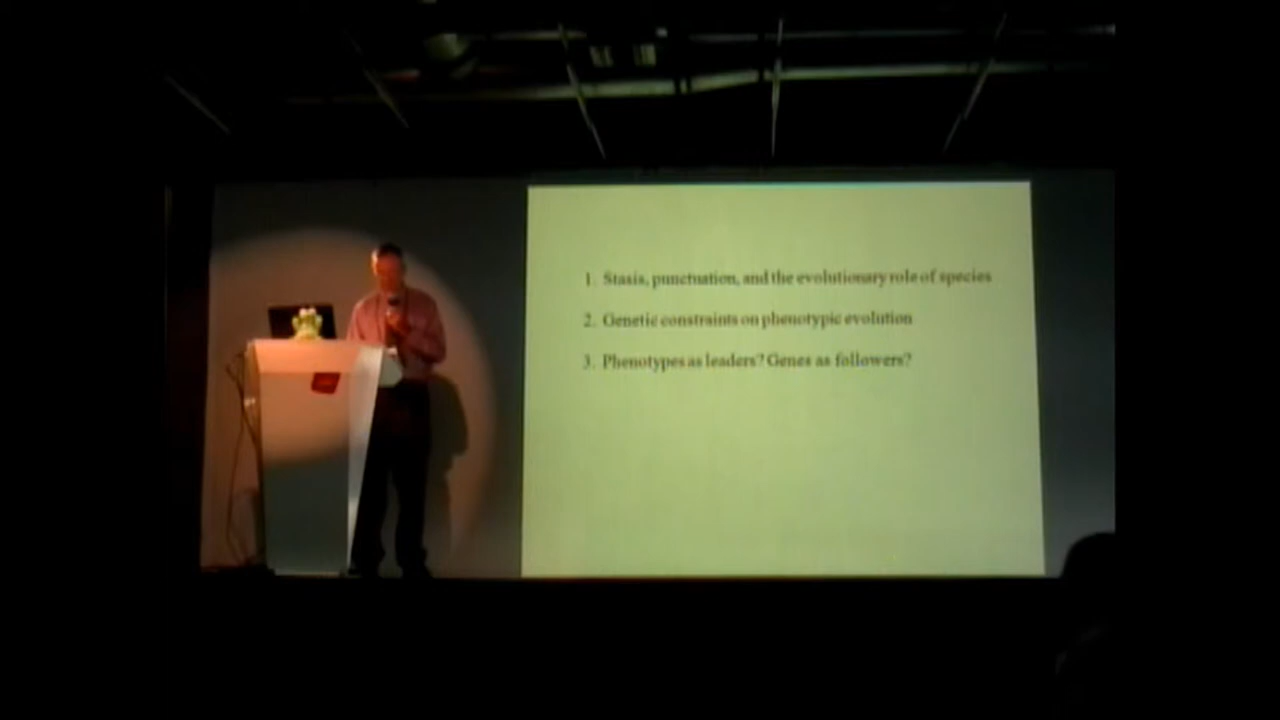 1. Stasis, punctuation, and the evolutionary role of species
2. Genetic constraints on phenotypic evolution
3. Phenotypes as leaders? Genes as followers?